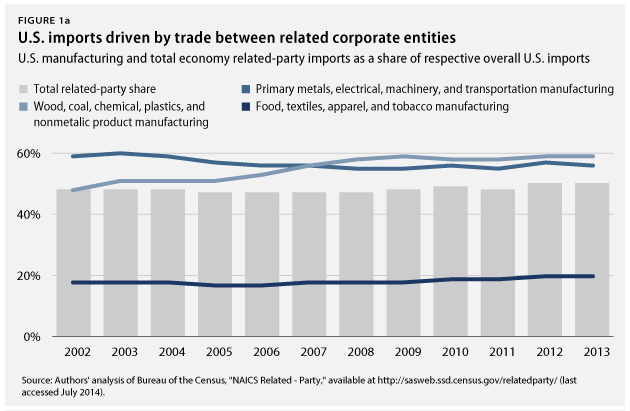 FIGURE 1a
U.S. imports driven by trade between related corporate entities
U.S. manufacturing and total economy related-party imports as a share of respective overall U.S. imports
Total related-party share
Primary metals, electrical, machinery, and transportation manufacturing
Wood, coal, chemical, plastics, and
nonmetalic product manufacturing
Food, textiles, apparel, and tobacco manufacturing
60%
40%
20%
0%
2002 2003 2004 2005 2006 2007 2008 2009 2010 2011 2012 2013
Source: Authors' analysis of Bureau of the Census, "NAICS Related - Party," available at http://sasweb.ssd.census.gov/relatedparty/ (last
accessed July 2014).